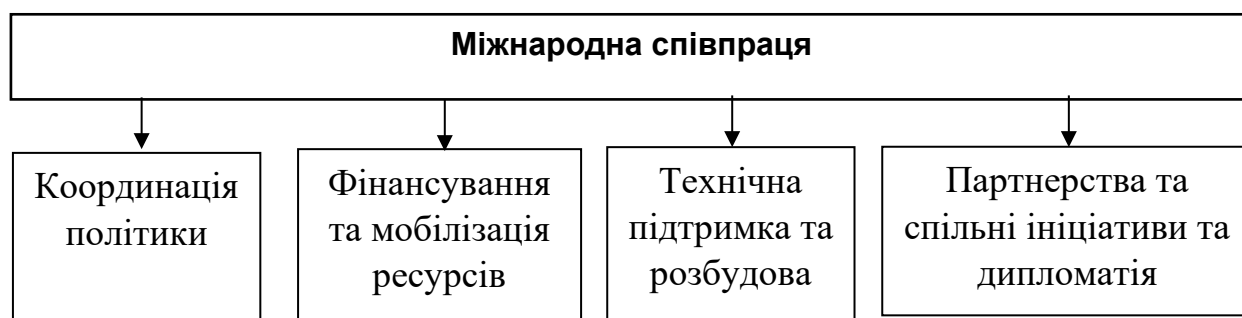 Міжнародна співпраця
Координація
політики
Фінансування
та мобілізація
ресурсів
Технічна
підтримка та
розбудова
Партнерства та
спільні ініціативи та
дипломатія